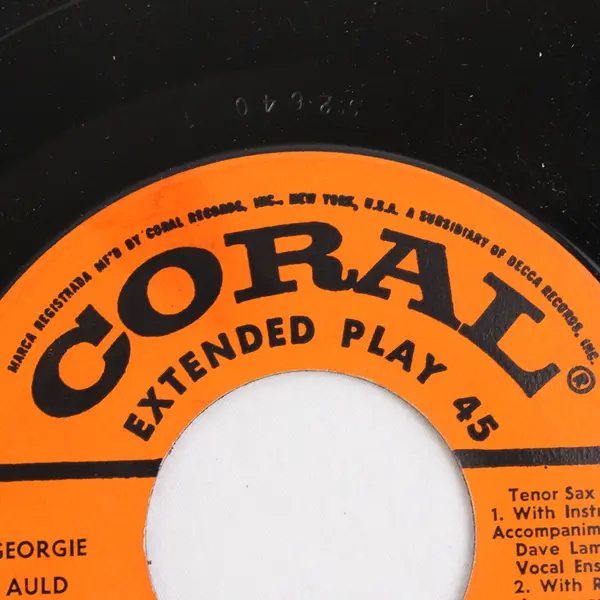 MARCA REGISTRADA MF'D BY CORAL RECORDS, INC., NEW YORK, U.S.A. A SUBSIDIARY OF DECCA RECORDS, INC.
CORAL®
EXTENDED PLAY 45
GEORGIE
AULD
Tenor Sax
1. With Instr
Accompanim
Dave Lam
Vocal Ens
2. With R